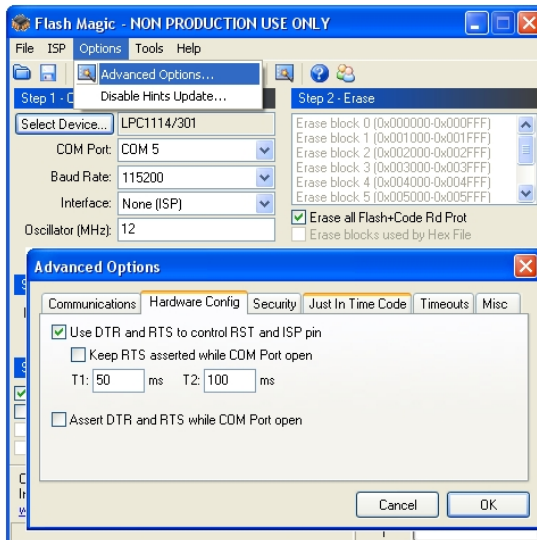 Flash Magic - NON PRODUCTION USE ONLY
File ISP Options Tools Help
Advanced Options...
Disable Hints Update...
Step 1 - C
Step 2 - Erase
Select Device... LPC1114/301
COM Port: COM 5
Baud Rate: 115200
Interface: None (ISP)
Oscillator (MHz): 12
Erase block 0 (0x000000-0x000FFF)
Erase block 1 (0x001000-0x001FFF)
Erase block 2 (0x002000-0x002FFF)
Erase block 3 (0x003000-0x003FFF)
Erase block 4 (0x004000-0x004FFF)
Erase block 5 (0x005000-0x005FFF)
Erase all Flash+Code Rd Prot
Erase blocks used by Hex File
Advanced Options
Communications Hardware Config Security Just In Time Code Timeouts Misc
Use DTR and RTS to control RST and ISP pin
Keep RTS asserted while COM Port open
T1: 50 ms T2: 100 ms
Assert DTR and RTS while COM Port open
Cancel OK